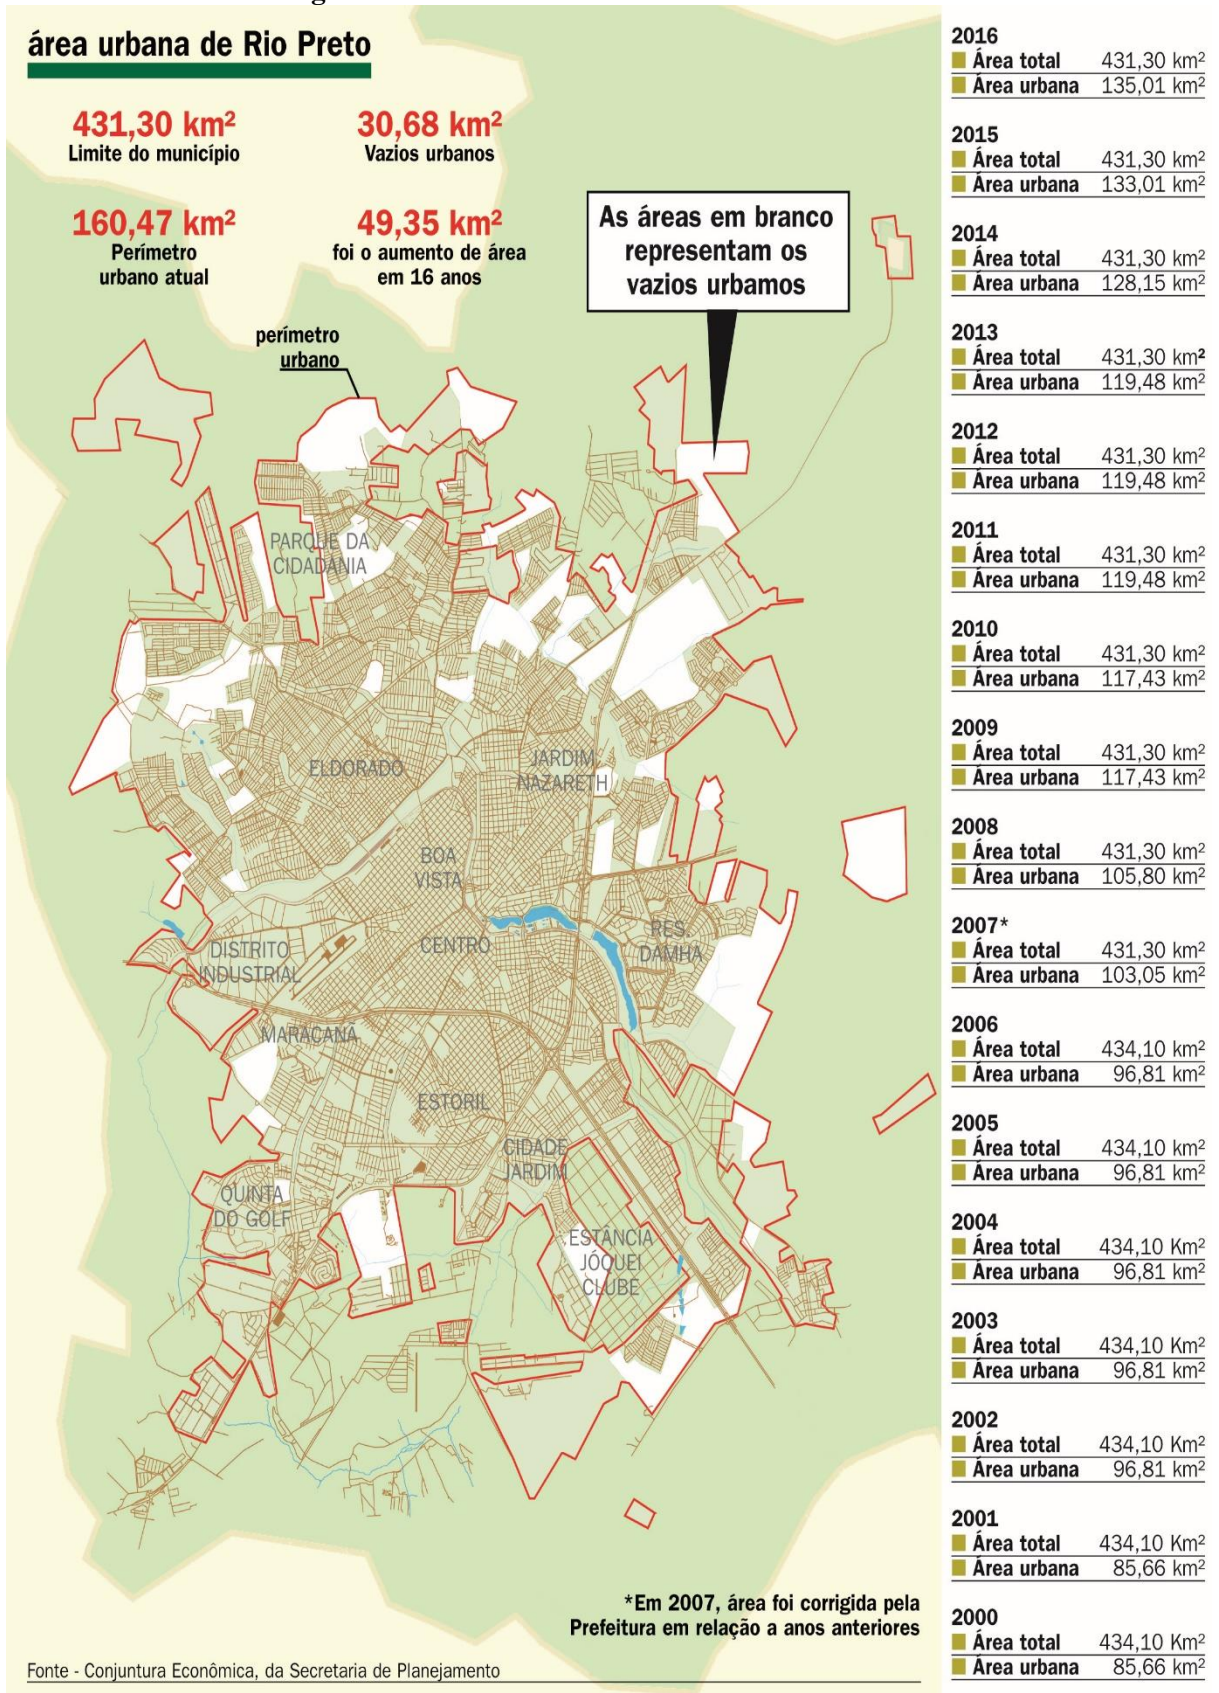 g
área urbana de Rio Preto
431,30 km²
Limite do município
30,68 km²
Vazios urbanos
160,47 km²
Perímetro
urbano atual
49,35 km²
foi o aumento de área
em 16 anos
As áreas em branco
representam os
vazios urbamos
perímetro
urbano
PARQUE DA
CIDADANIA
ELDORADO
JARDIM
NAZARETH
BOA
VISTA
CENTRO
RES.
DAMHA
DISTRITO
INDUSTRIAL
MARACANÃ
ESTORIL
CIDADE
JARDIM
QUINTA
DO GOLF
ESTÂNCIA
JÓQUEI
CLUBE
*Em 2007, área foi corrigida pela
Prefeitura em relação a anos anteriores
Fonte - Conjuntura Econômica, da Secretaria de Planejamento
2016
Área total 431,30 km²
Área urbana 135,01 km²
2015
Área total 431,30 km²
Área urbana 133,01 km²
2014
Área total 431,30 km²
Área urbana 128,15 km²
2013
Área total 431,30 km²
Área urbana 119,48 km²
2012
Área total 431,30 km²
Área urbana 119,48 km²
2011
Área total 431,30 km²
Área urbana 119,48 km²
2010
Área total 431,30 km²
Área urbana 117,43 km²
2009
Área total 431,30 km²
Área urbana 117,43 km²
2008
Área total 431,30 km²
Área urbana 105,80 km²
2007*
Área total 431,30 km²
Área urbana 103,05 km²
2006
Área total 434,10 km²
Área urbana 96,81 km²
2005
Área total 434,10 km²
Área urbana 96,81 km²
2004
Área total 434,10 Km²
Área urbana 96,81 km²
2003
Área total 434,10 Km²
Área urbana 96,81 km²
2002
Área total 434,10 Km²
Área urbana 96,81 km²
2001
Área total 434,10 Km²
Área urbana 85,66 km²
2000
Área total 434,10 Km²
Área urbana 85,66 km²